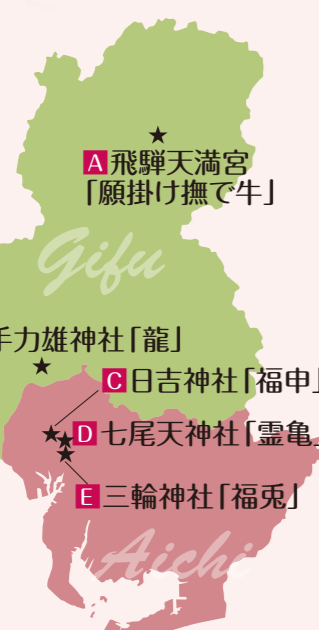 A 飛騨天満宮
「願掛け撫で牛」
Gifu
手力雄神社「龍」
C 日吉神社「福申」
D 七尾天神社「霊亀」
E 三輪神社「福兎」
Aichi